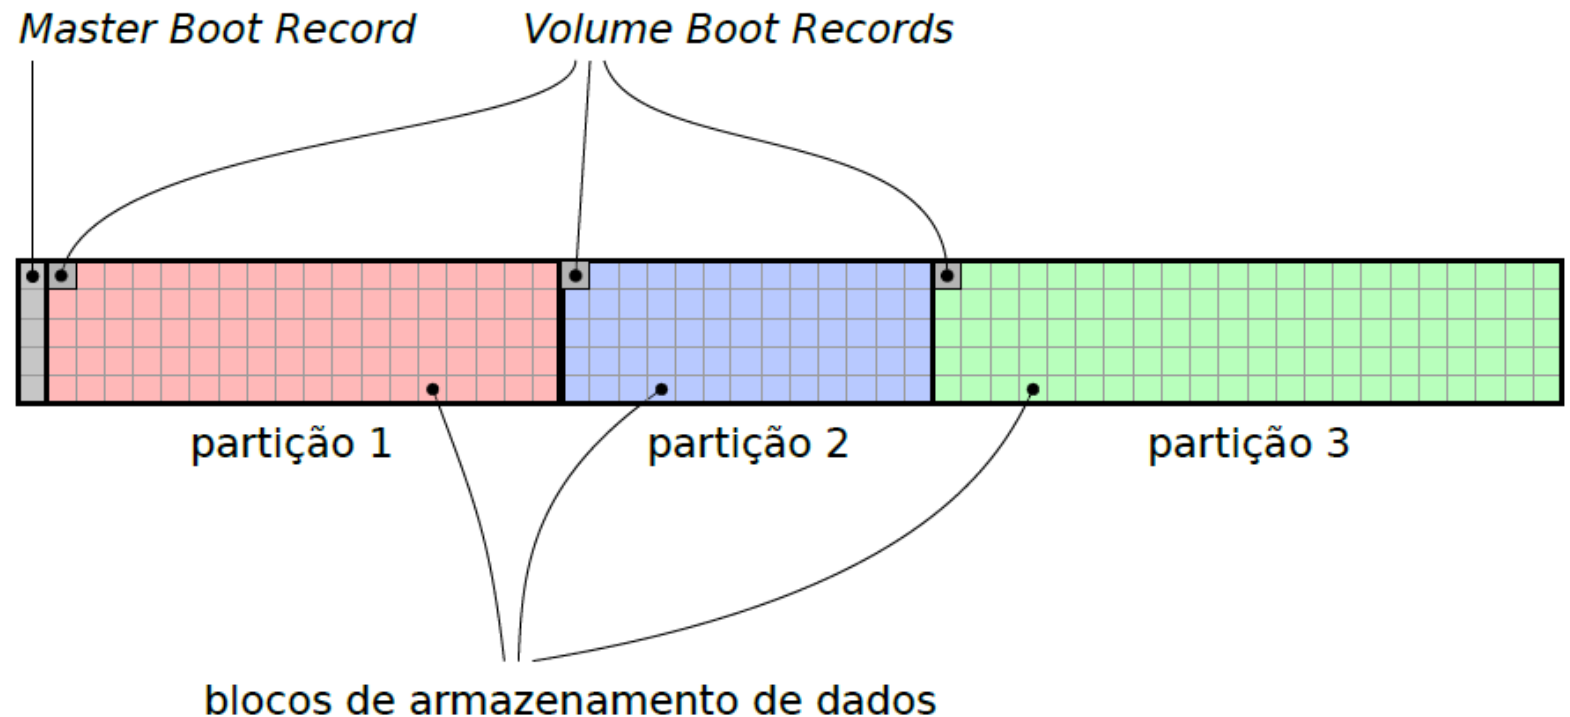 Master Boot Record
Volume Boot Records
partição 1
partição 2
partição 3
blocos de armazenamento de dados